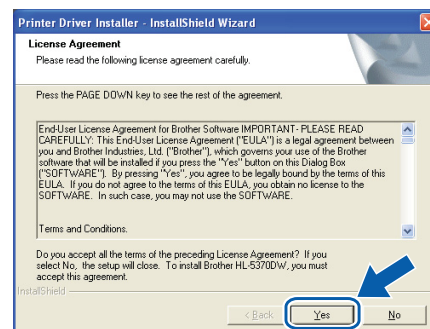 Printer Driver Installer - InstallShield Wizard
License Agreement
Please read the following license agreement carefully.
Press the PAGE DOWN key to see the rest of the agreement.
End-User License Agreement for Brother Software IMPORTANT- PLEASE READ
CAREFULLY: This End-User License Agreement ("EULA") is a legal agreement between
you and Brother Industries, Ltd. ("Brother"), which governs your use of the Brother
software that will be installed if you press the "Yes" button on this Dialog Box
("SOFTWARE"). By pressing "Yes", you agree to be legally bound by the terms of this
EULA. If you do not agree to the terms of this EULA, you obtain no license to the
SOFTWARE. In such case, you may not use the SOFTWARE.
Terms and Conditions.
Do you accept all the terms of the preceding License Agreement? If you
select No, the setup will close. To install Brother HL-5370DW, you must
accept this agreement.
InstallShield
< Back Yes No